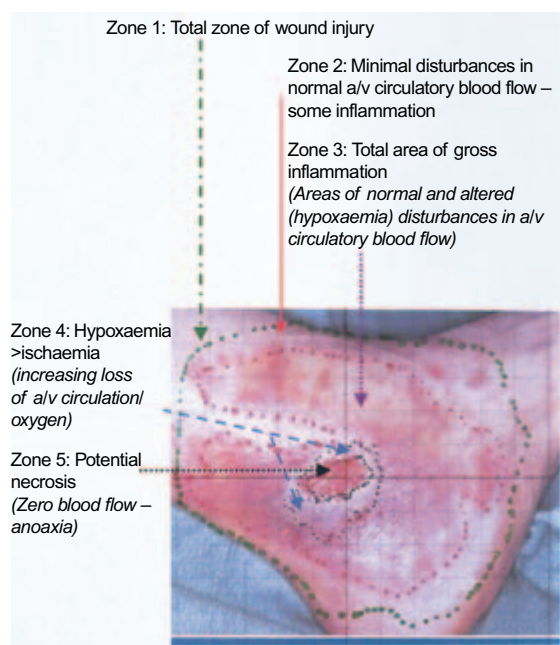 Zone 1: Total zone of wound injury
Zone 2: Minimal disturbances in
normal a/v circulatory blood flow –
some inflammation
Zone 3: Total area of gross
inflammation
(Areas of normal and altered
(hypoxaemia) disturbances in a/v
circulatory blood flow)
Zone 4: Hypoxaemia
>ischaemia
(increasing loss
of a/v circulation/
oxygen)
Zone 5: Potential
necrosis
(Zero blood flow –
anoaxia)